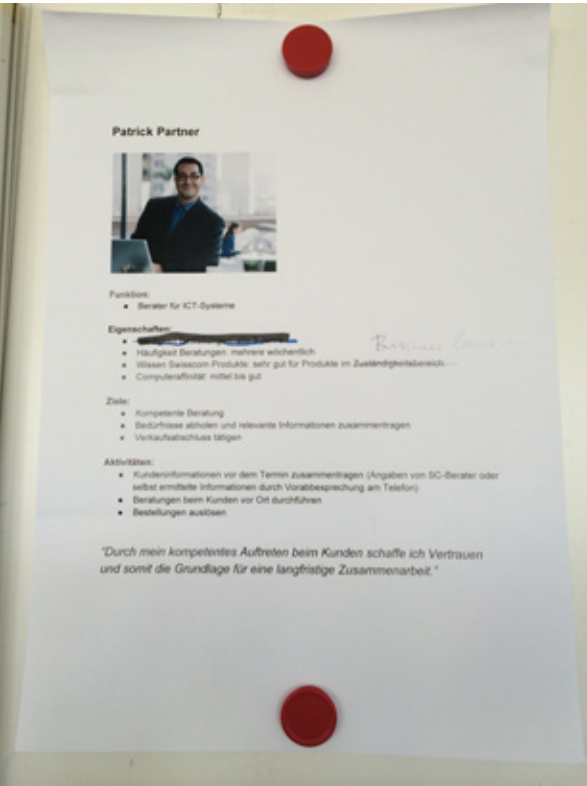 Patrick Partner
Funktion:
Berater für ICT-Systeme
Eigenschaften:
Häufigkeit Beratungen: mehrere wöchentlich
Wissen Swisscom Produkte: sehr gut für Produkte im Zuständigkeitsbereich
Computeraffinität: mittel bis gut
Ziele:
Kompetente Beratung
Bedürfnisse abholen und relevante Informationen zusammentragen
Verkaufsabschluss tätigen
Aktivitäten:
Kundeninformationen vor dem Termin zusammentragen (Angaben von SC-Berater oder
selbst ermittelte Informationen durch Vorabbesprechung am Telefon)
Beratungen beim Kunden vor Ort durchführen
Bestellungen auslösen
"Durch mein kompetentes Auftreten beim Kunden schaffe ich Vertrauen
und somit die Grundlage für eine langfristige Zusammenarbeit."